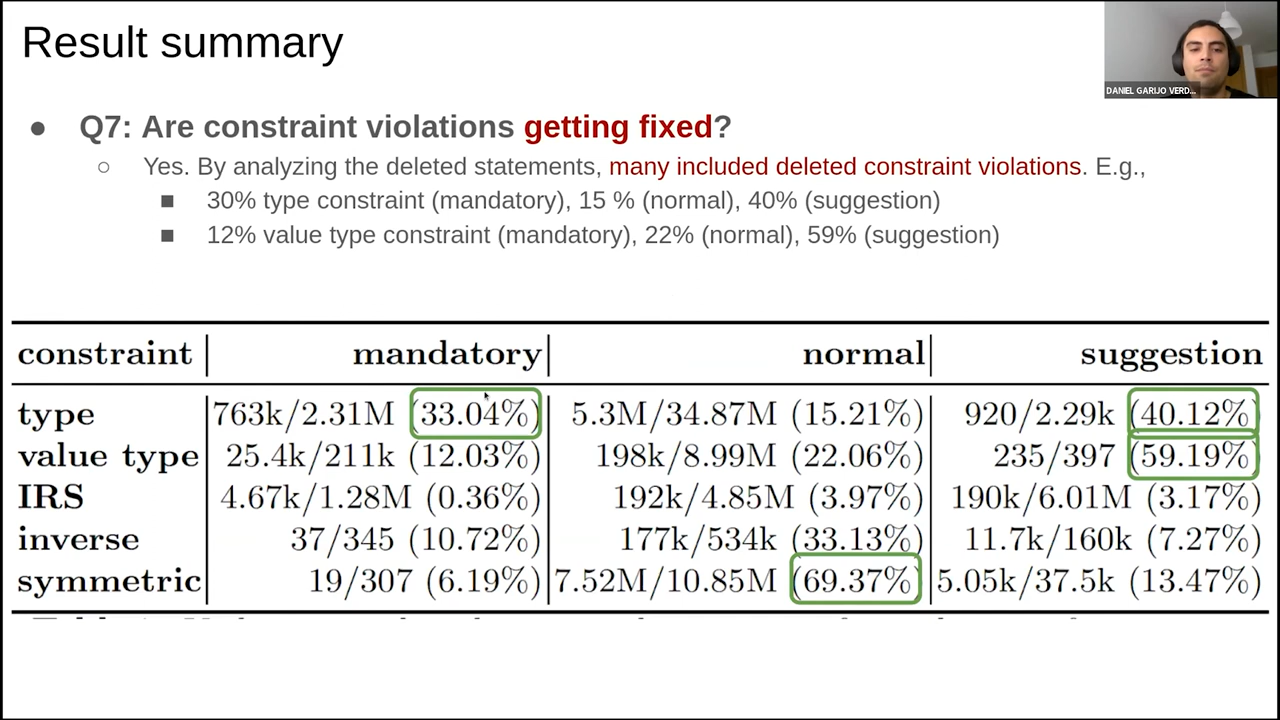 Result summary
DANIEL GARIJO VERD...
● Q7: Are constraint violations getting fixed?
○ Yes. By analyzing the deleted statements, many included deleted constraint violations. E.g.,
■ 30% type constraint (mandatory), 15 % (normal), 40% (suggestion)
■ 12% value type constraint (mandatory), 22% (normal), 59% (suggestion)
constraint mandatory normal suggestion
type 763k/2.31M (33.04%) 5.3M/34.87M (15.21%) 920/2.29k (40.12%)
value type 25.4k/211k (12.03%) 198k/8.99M (22.06%) 235/397 (59.19%)
IRS 4.67k/1.28M (0.36%) 192k/4.85M (3.97%) 190k/6.01M (3.17%)
inverse 37/345 (10.72%) 177k/534k (33.13%) 11.7k/160k (7.27%)
symmetric 19/307 (6.19%) 7.52M/10.85M (69.37%) 5.05k/37.5k (13.47%)